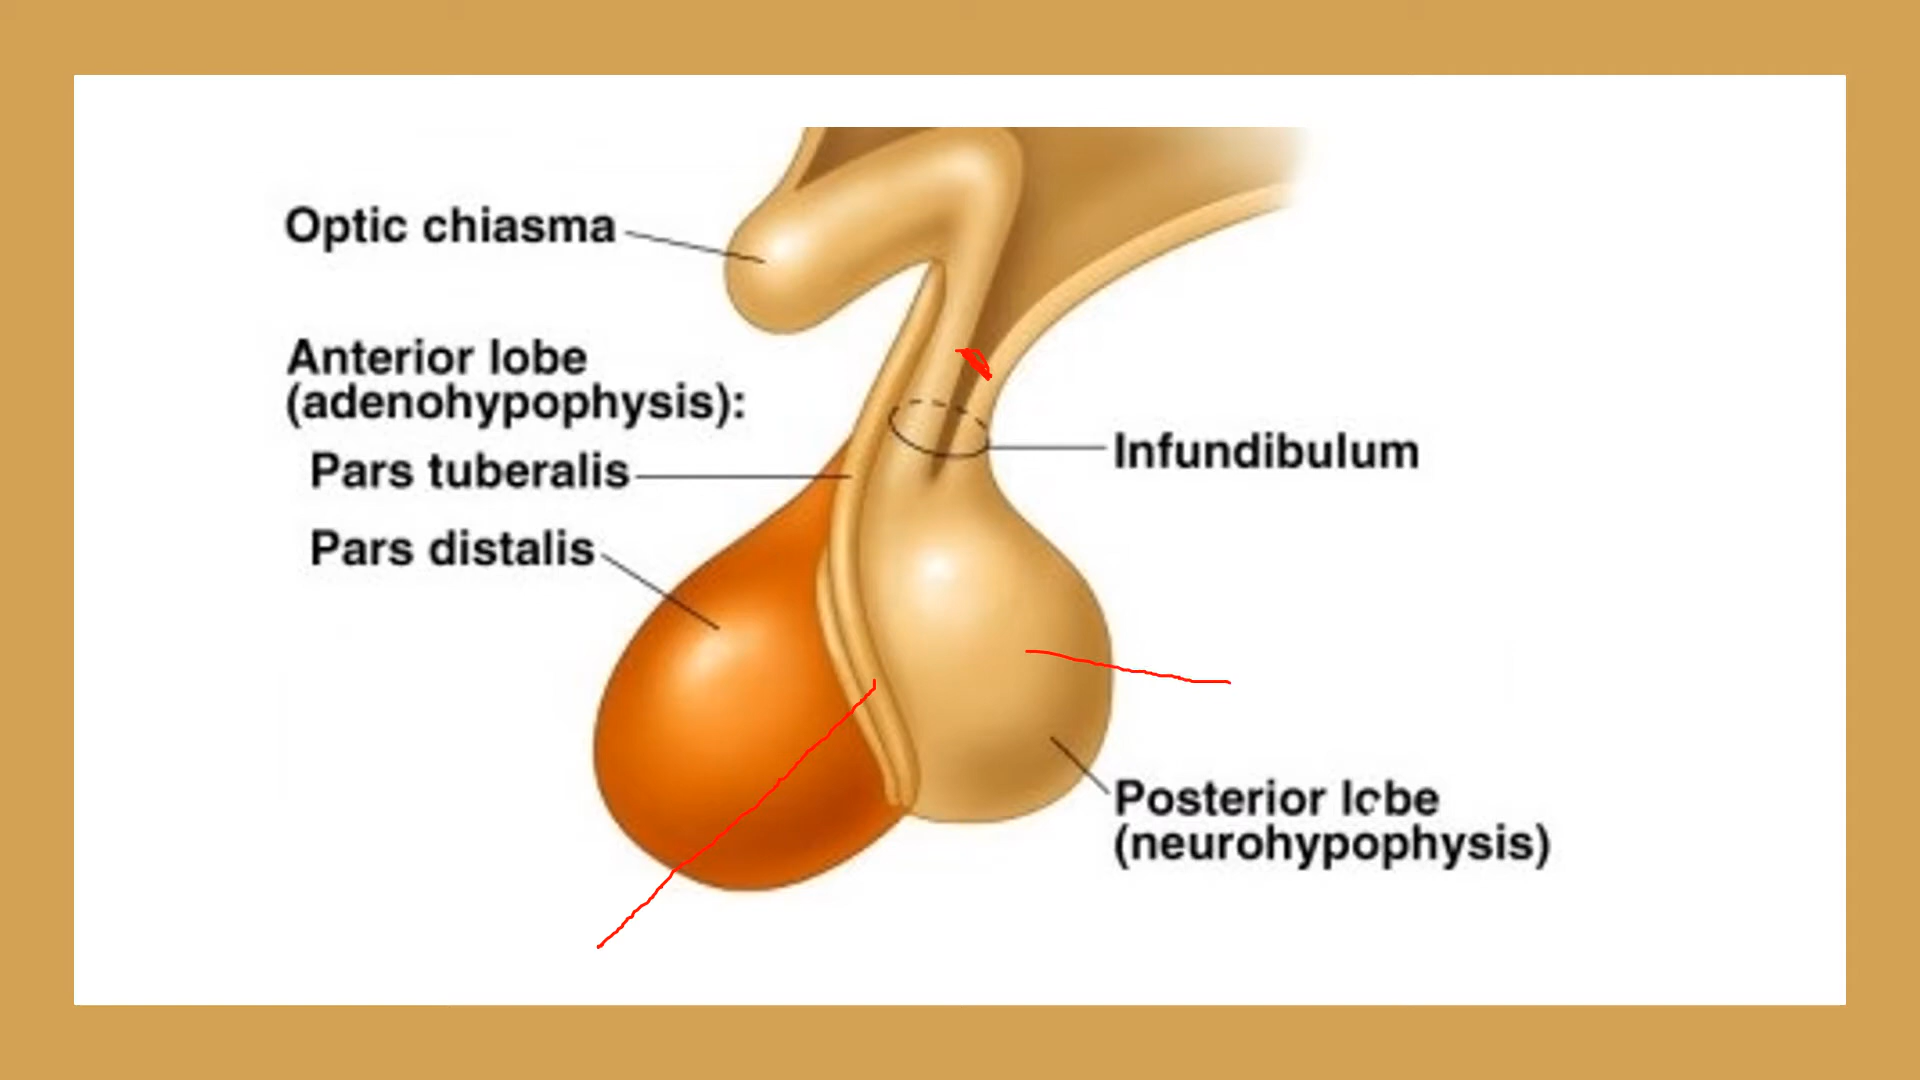 Optic chiasma
Anterior lobe
(adenohypophysis):
Pars tuberalis
Pars distalis
Infundibulum
Posterior lobe
(neurohypophysis)